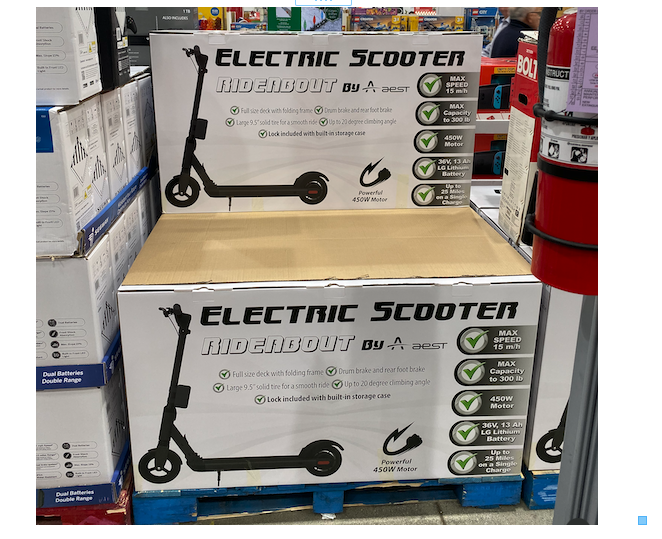 1 TB
ALSO INCLUDES
ELECTRIC SCOOTER
RIDEABOUT By aest
MAX
SPEED
15 m/h
Full size deck with folding frame Drum brake and rear foot brake
Large 9.5" solid tire for a smooth ride Up to 20 degree climbing angle
Lock included with built-in storage case
MAX
Capacity
to 300 lb
450W
Motor
36V, 13 Ah
LG Lithium
Battery
Up to
25 Miles
on a Single
Charge
Powerful
450W Motor
BOLT
ELECTRIC SCOOTER
RIDEABOUT By aest
MAX
SPEED
15 m/h
Full size deck with folding frame Drum brake and rear foot brake
Large 9.5" solid tire for a smooth ride Up to 20 degree climbing angle
Lock included with built-in storage case
MAX
Capacity
to 300 lb
450W
Motor
36V, 13 Ah
LG Lithium
Battery
Up to
25 Miles
on a Single
Charge
Powerful
450W Motor
Dual Batteries
Double Range
Dual Batteries
Double Range